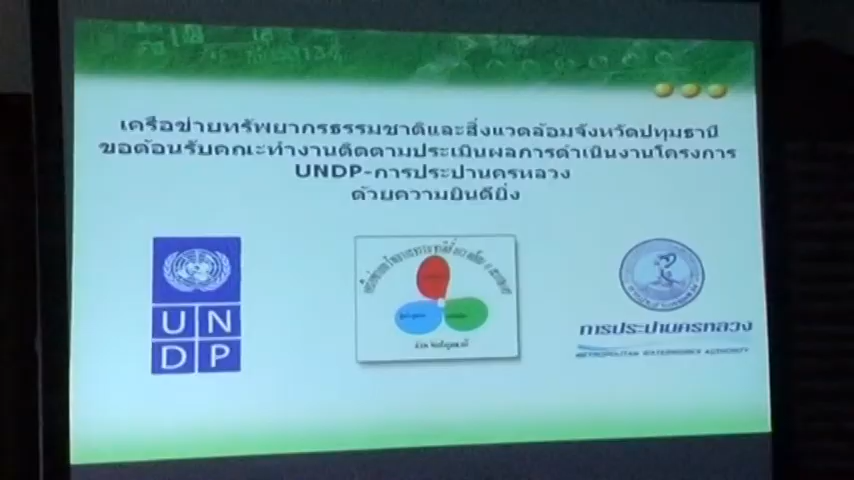 เครือข่ายทรัพยากรธรรมชาติและสิ่งแวดล้อมจังหวัดปทุมธานี
ขอต้อนรับคณะทำงานติดตามประเมินผลการดำเนินงานโครงการ
UNDP-การประปานครหลวง
ด้วยความยินดียิ่ง
UN
DP
การประปานครหลวง
METROPOLITAN WATERWORKS AUTHORITY